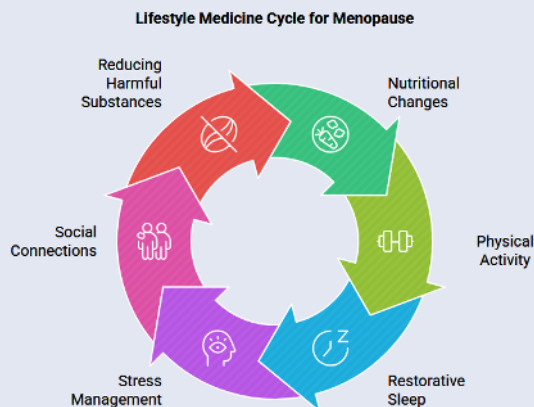 Lifestyle Medicine Cycle for Menopause
Reducing
Harmful
Substances
Nutritional
Changes
Social
Connections
Physical
Activity
Stress
Management
Restorative
Sleep